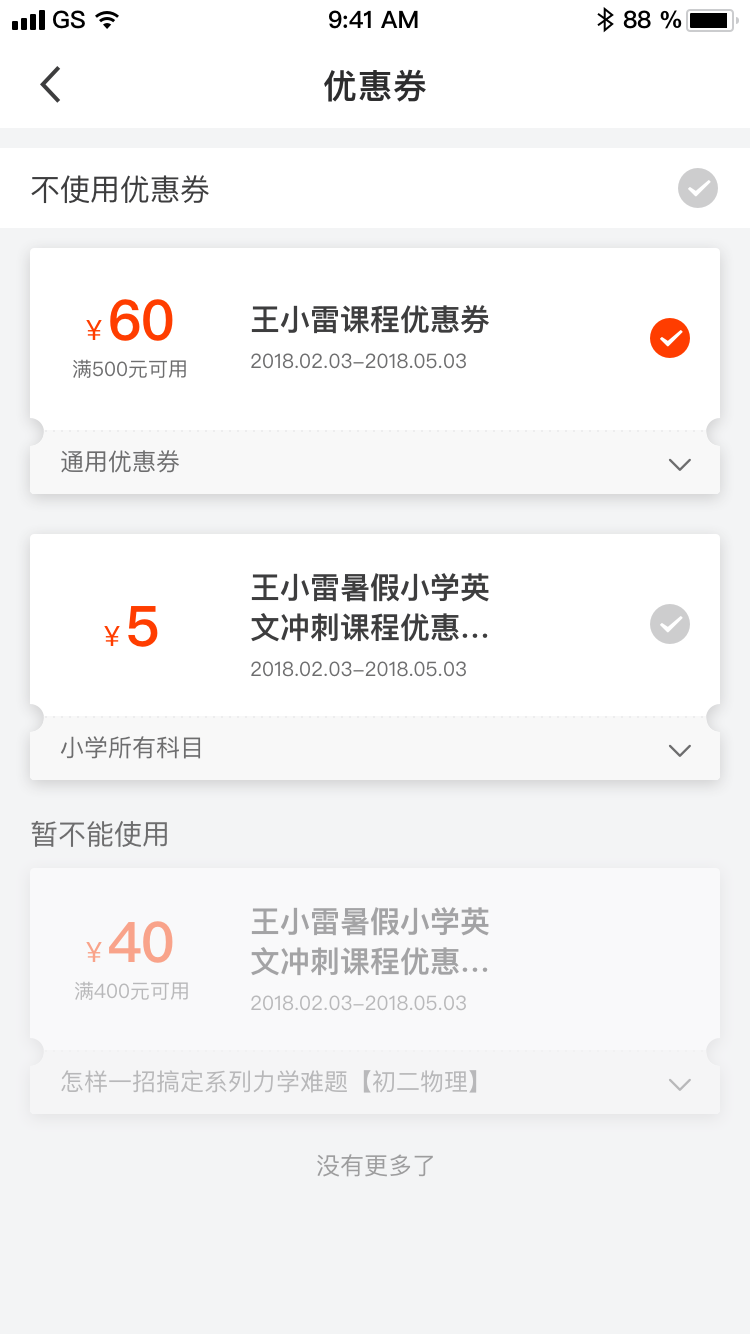 GS 9:41 AM 88 %
优惠券
不使用优惠券
¥60
满500元可用
王小雷课程优惠券
2018.02.03–2018.05.03
通用优惠券
¥5
王小雷暑假小学英
文冲刺课程优惠...
2018.02.03–2018.05.03
小学所有科目
暂不能使用
¥40
满400元可用
王小雷暑假小学英
文冲刺课程优惠...
2018.02.03–2018.05.03
怎样一招搞定系列力学难题【初二物理】
没有更多了